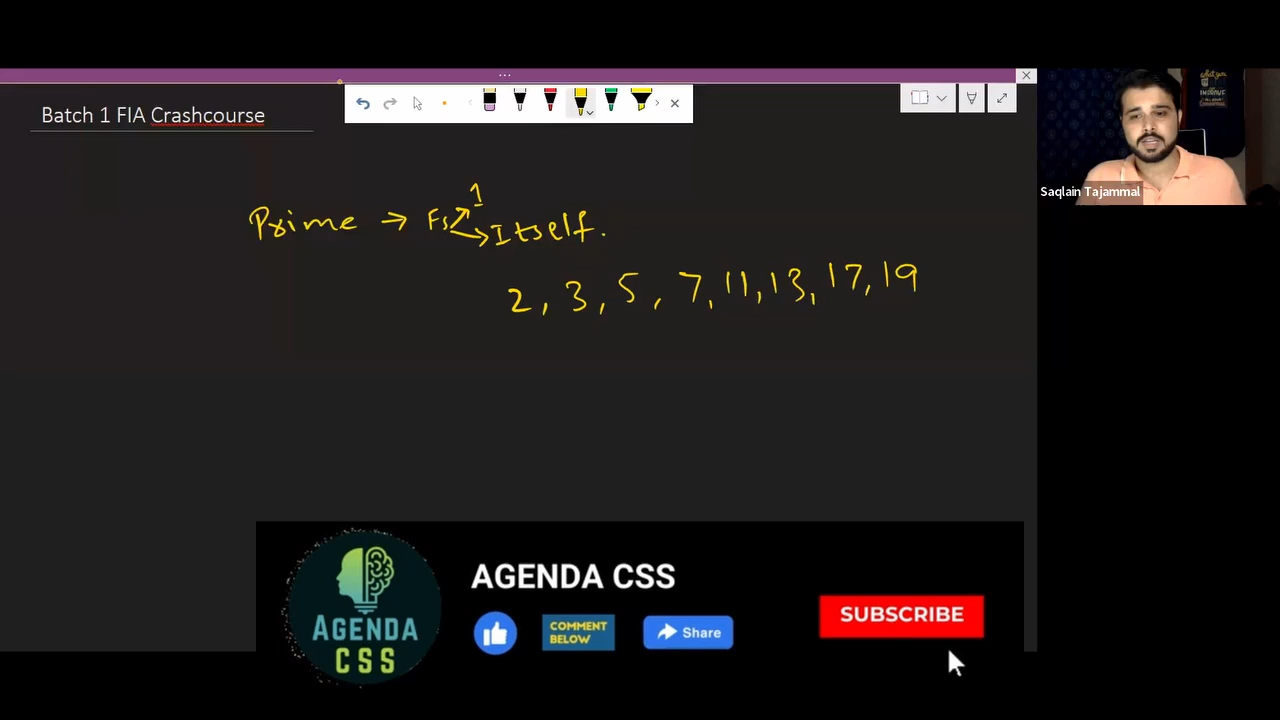 Batch 1 FIA Crashcourse
Saqlain Tajammal
1
Prime → Fs Itself.
2, 3, 5, 7, 11, 13, 17, 19
AGENDA CSS
AGENDA
CSS
COMMENT
BELOW
Share
SUBSCRIBE